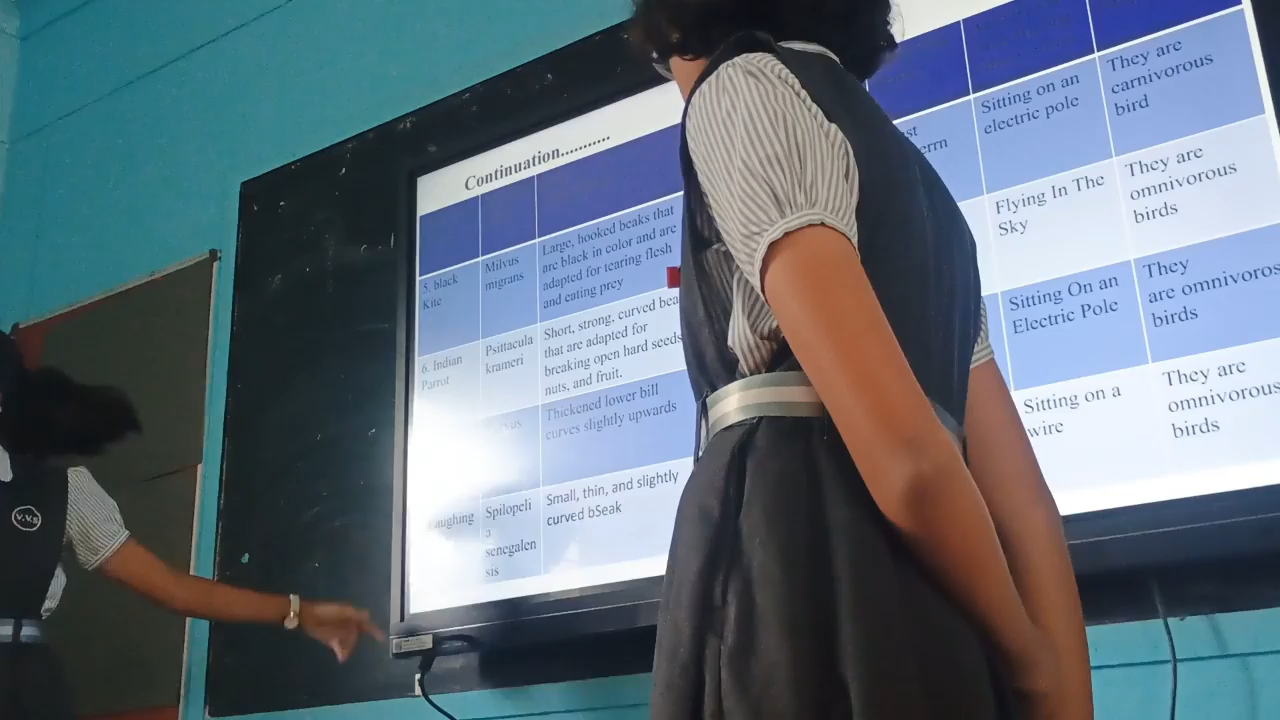 Continuation...........
5. black
Kite
Milvus
migrans
Large, hooked beaks that
are black in color and are
adapted for tearing flesh
and eating prey
Sitting on an
electric pole
They are
carnivorous
bird
6. Indian
Parrot
Psittacula
krameri
Short, strong, curved bea
that are adapted for
breaking open hard seeds
nuts, and fruit.
Flying In The
Sky
They are
omnivorous
birds
Thickened lower bill
curves slightly upwards
Sitting On an
Electric Pole
They
are omnivoros
birds
aughing
Spilopeli
a
senegalen
sis
Small, thin, and slightly
curved bSeak
Sitting on a
wire
They are
omnivorous
birds
V.V.S